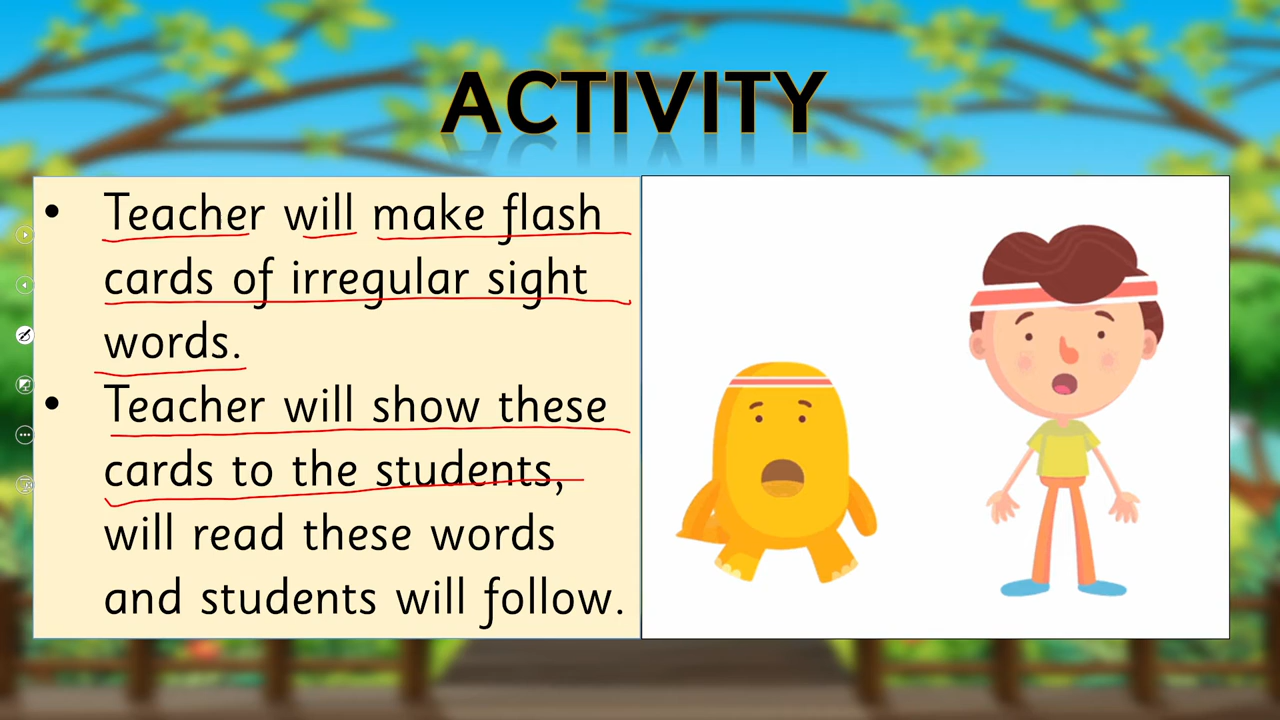 ACTIVITY
• Teacher will make flash
cards of irregular sight
words.
• Teacher will show these
cards to the students,
will read these words
and students will follow.